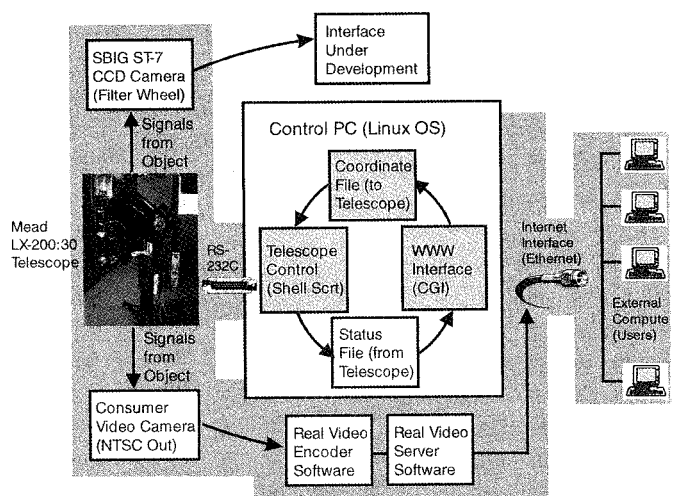 SBIG ST-7
CCD Camera
(Filter Wheel)
Interface
Under
Development
Signals
from
Object
Control PC (Linux OS)
Coordinate
File (to
Telescope)
Mead
LX-200:30
Telescope
RS-
232C
Telescope
Control
(Shell Scrt)
WWW
Interface
(CGI)
Internet
Interface
(Ethernet)
External
Compute
(Users)
Status
File (from
Telescope)
Signals
from
Object
Consumer
Video Camera
(NTSC Out)
Real Video
Encoder
Software
Real Video
Server
Software